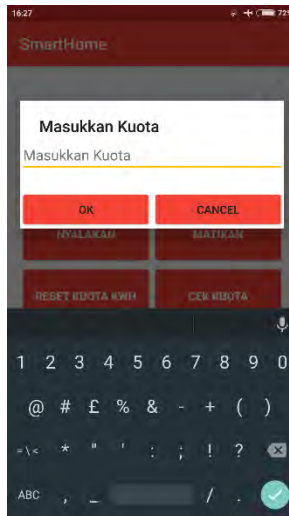 16:27
72%
SmartHome
Masukkan Kuota
Masukkan Kuota
OK CANCEL
NYALAKAN MATIKAN
RESET KUOTA KWH CEK KUOTA
1 2 3 4 5 6 7 8 9 0
@ # £ % & - + ( )
=\< * " ' : ; ! ?
ABC , _ / .